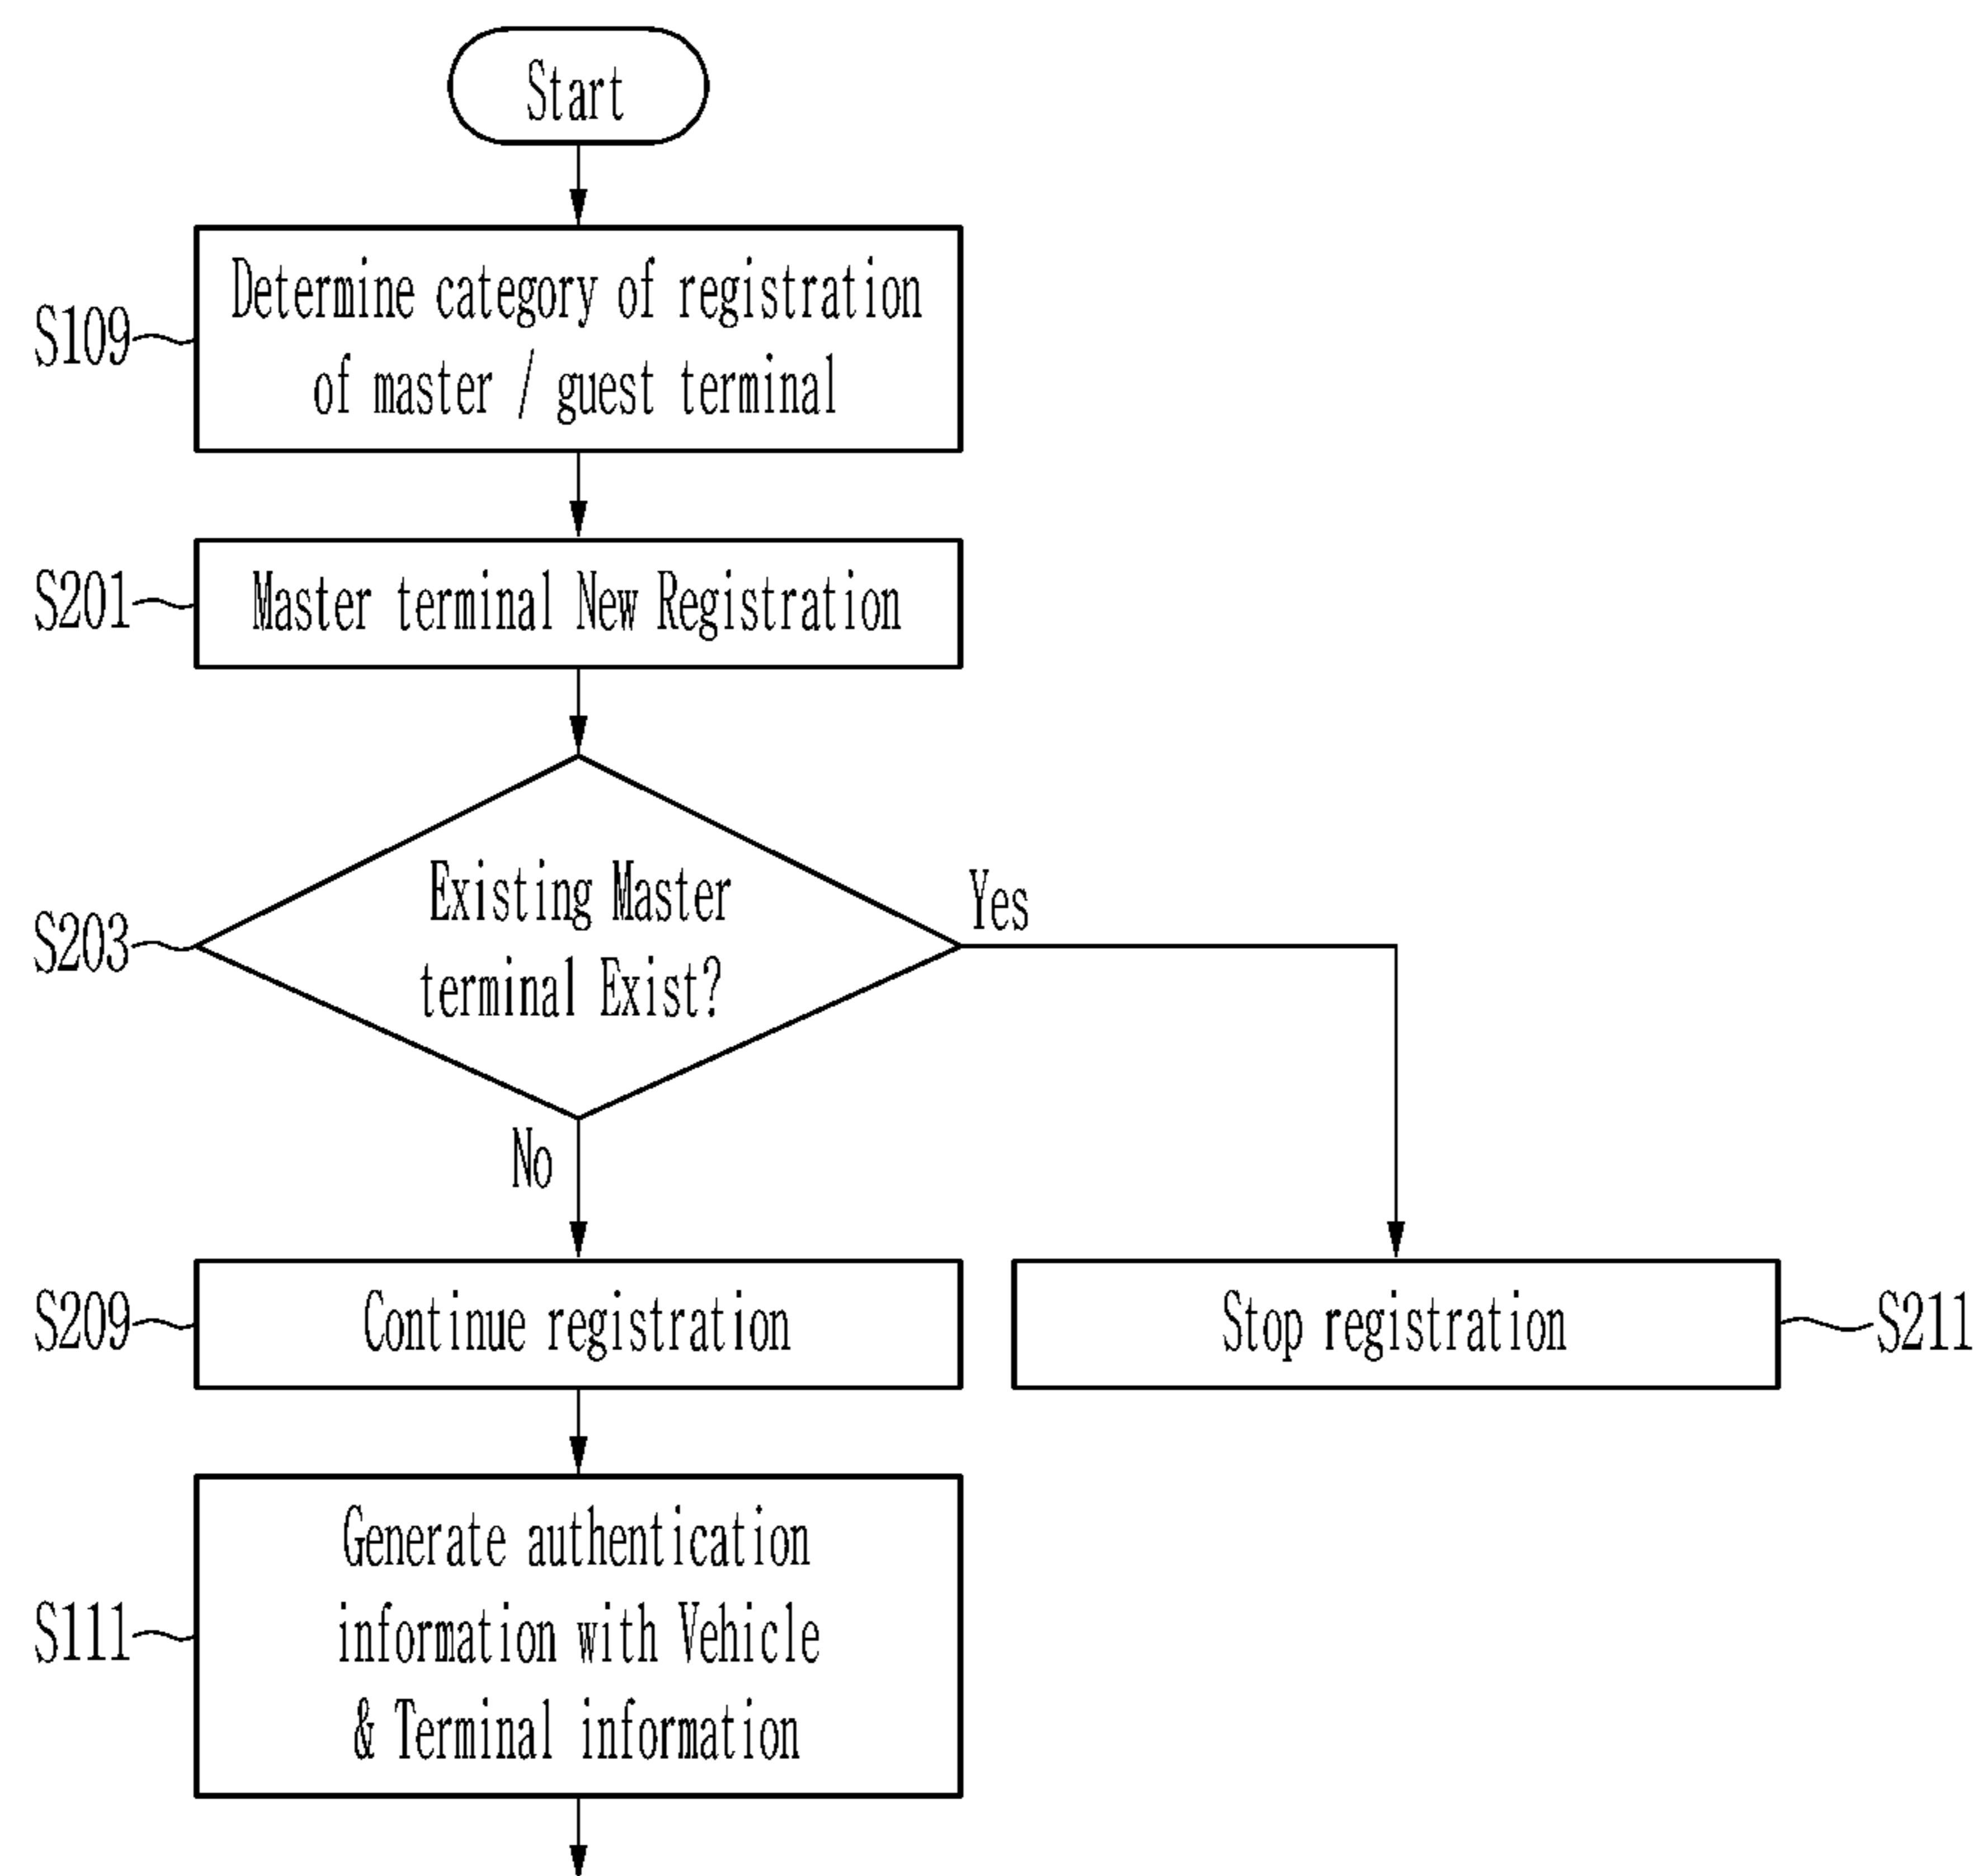 Start
S109
Determine category of registration
of master / guest terminal
S201
Master terminal New Registration
S203
Existing Master
terminal Exist?
Yes
No
S209
Continue registration
Stop registration
S211
S111
Generate authentication
information with Vehicle
& Terminal information